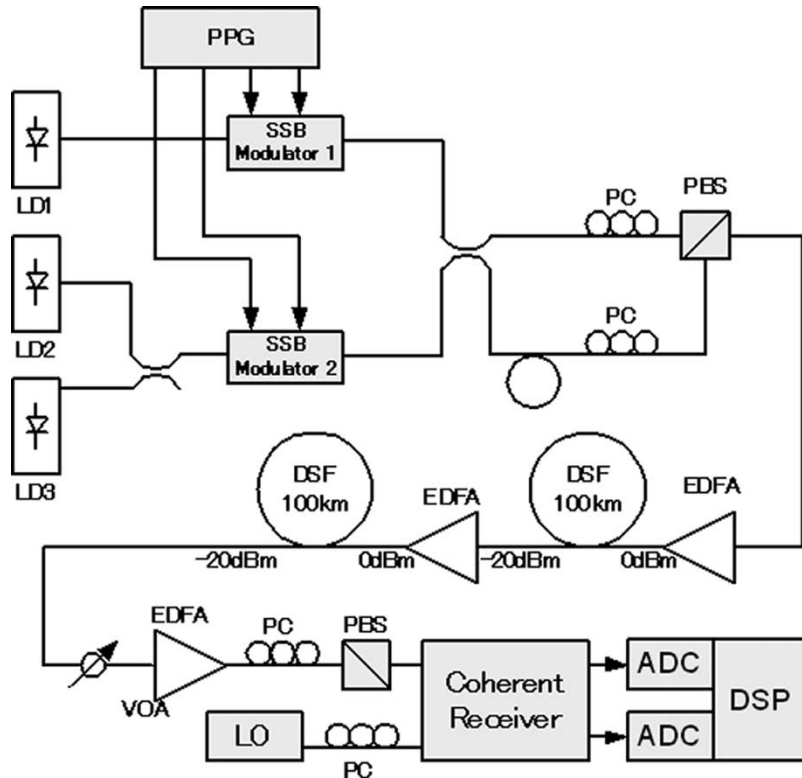 PPG
SSB
Modulator 1
LD1
PC
PBS
LD2
SSB
Modulator 2
PC
LD3
DSF
100km
EDFA
DSF
100km
EDFA
-20dBm
0dBm
-20dBm
0dBm
EDFA
PC
PBS
VOA
Coherent
Receiver
ADC
DSP
LO
ADC
PC